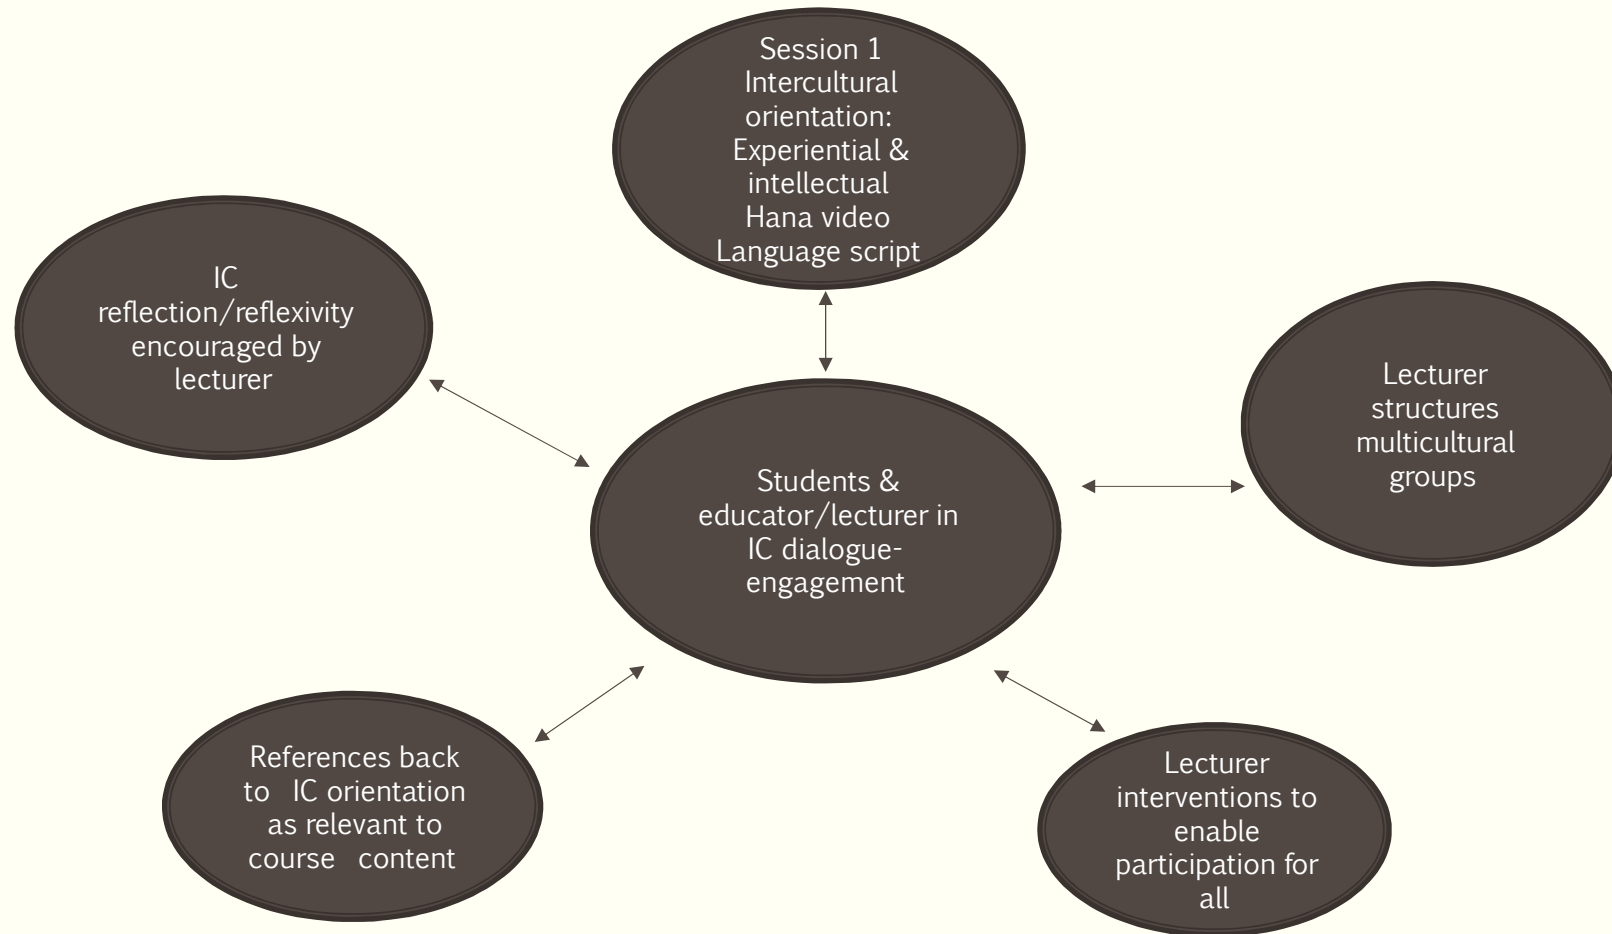 Session 1
Intercultural
orientation:
Experiential &
intellectual
Hana video
Language script
IC
reflection/reflexivity
encouraged by
lecturer
Lecturer
structures
multicultural
groups
Students &
educator/lecturer in
IC dialogue-
engagement
References back
to IC orientation
as relevant to
course content
Lecturer
interventions to
enable
participation for
all